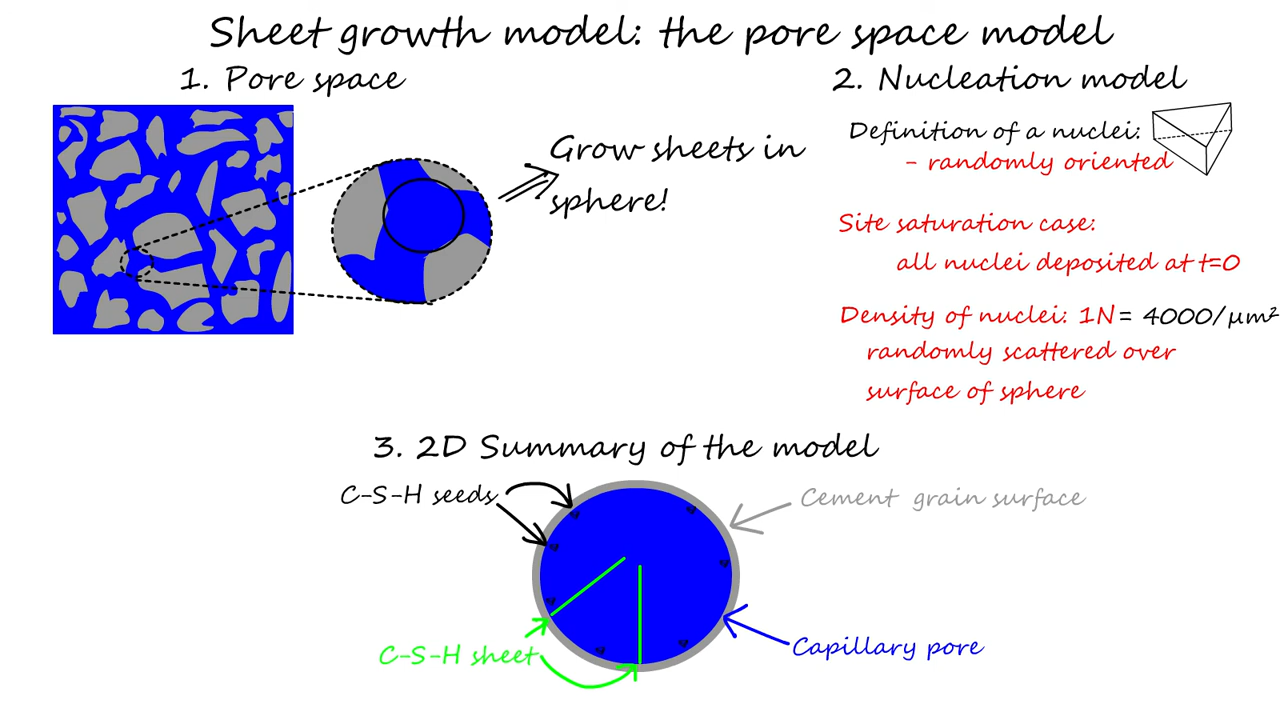 Sheet growth model: the pore space model
1. Pore space
Grow sheets in
sphere!
2. Nucleation model
Definition of a nuclei:
- randomly oriented
Site saturation case:
all nuclei deposited at t=0
Density of nuclei: 1N = 4000/μm²
randomly scattered over
surface of sphere
3. 2D Summary of the model
C-S-H seeds
Cement grain surface
C-S-H sheet
Capillary pore